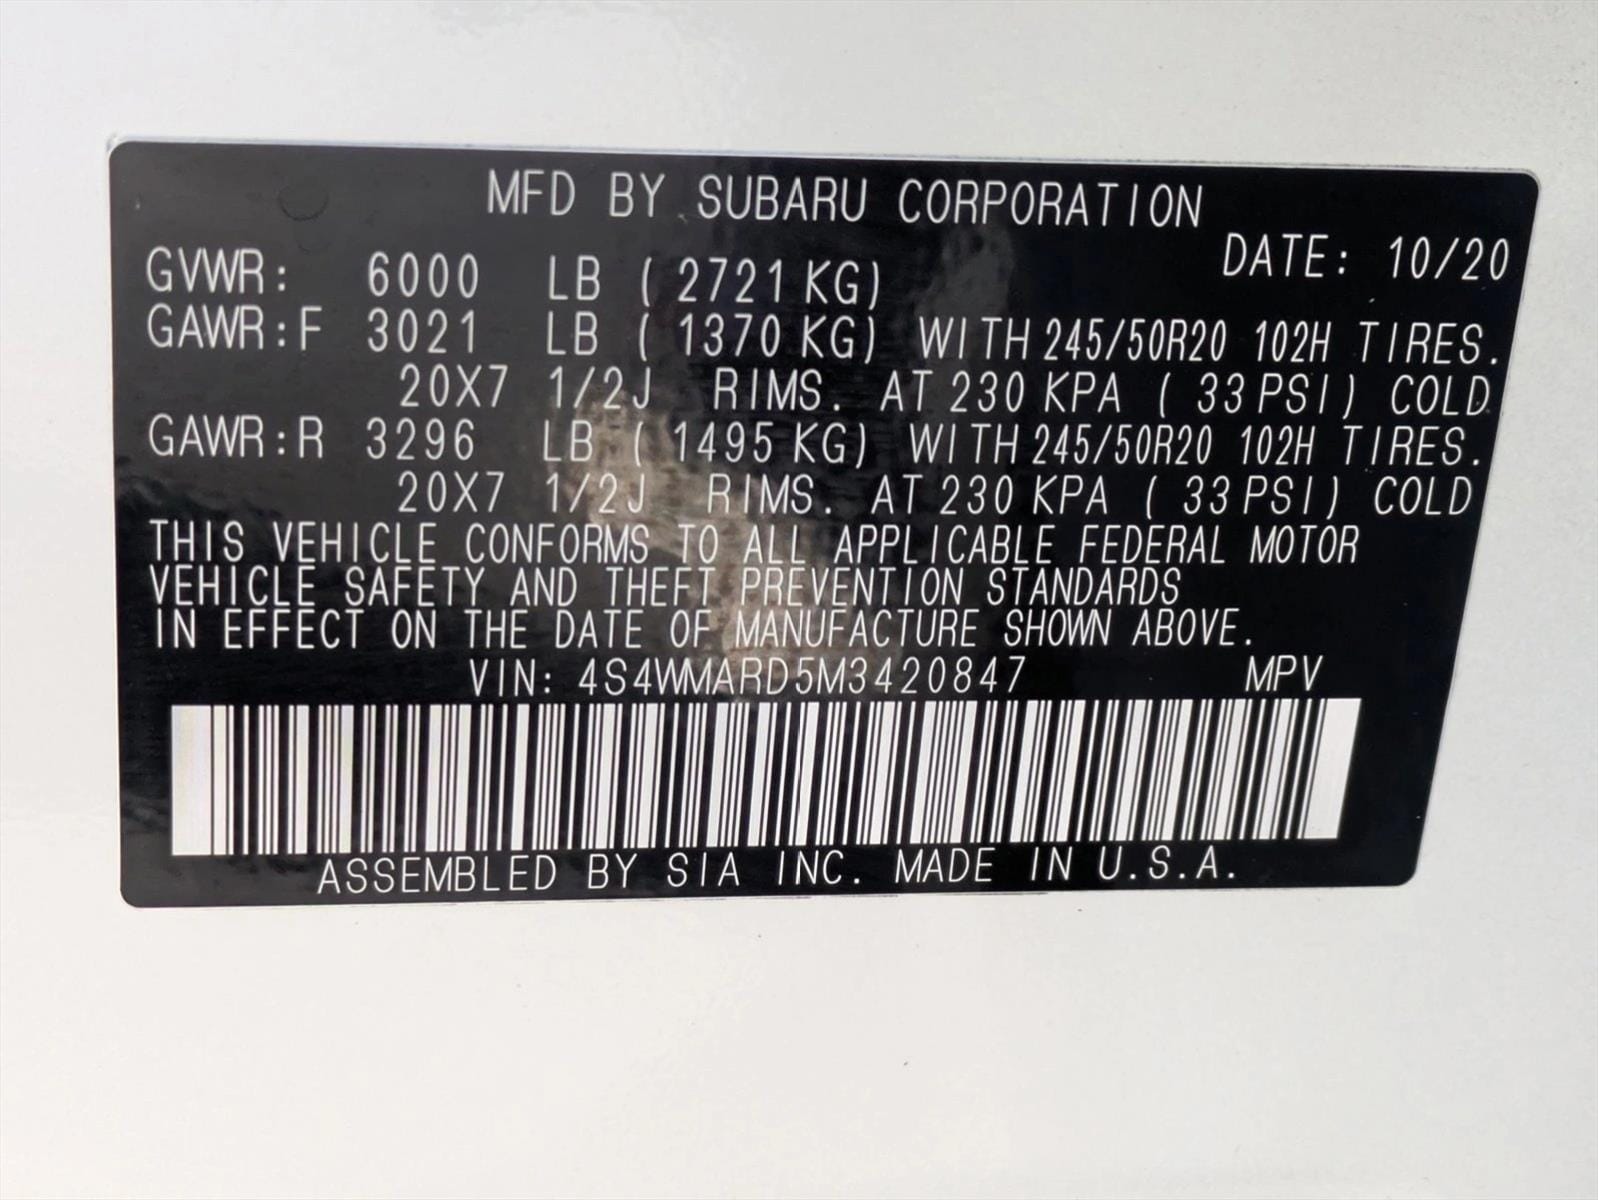 MFD BY SUBARU CORPORATION
DATE: 10/20
GVWR: 6000 LB ( 2721 KG)
GAWR:F 3021 LB ( 1370 KG) WITH 245/50R20 102H TIRES.
20X7 1/2J RIMS. AT 230 KPA ( 33 PSI) COLD
GAWR:R 3296 LB ( 1495 KG) WITH 245/50R20 102H TIRES.
20X7 1/2J RIMS. AT 230 KPA ( 33 PSI) COLD
THIS VEHICLE CONFORMS TO ALL APPLICABLE FEDERAL MOTOR
VEHICLE SAFETY AND THEFT PREVENTION STANDARDS
IN EFFECT ON THE DATE OF MANUFACTURE SHOWN ABOVE.
VIN: 4S4WMARD5M3420847 MPV
ASSEMBLED BY SIA INC. MADE IN U.S.A.